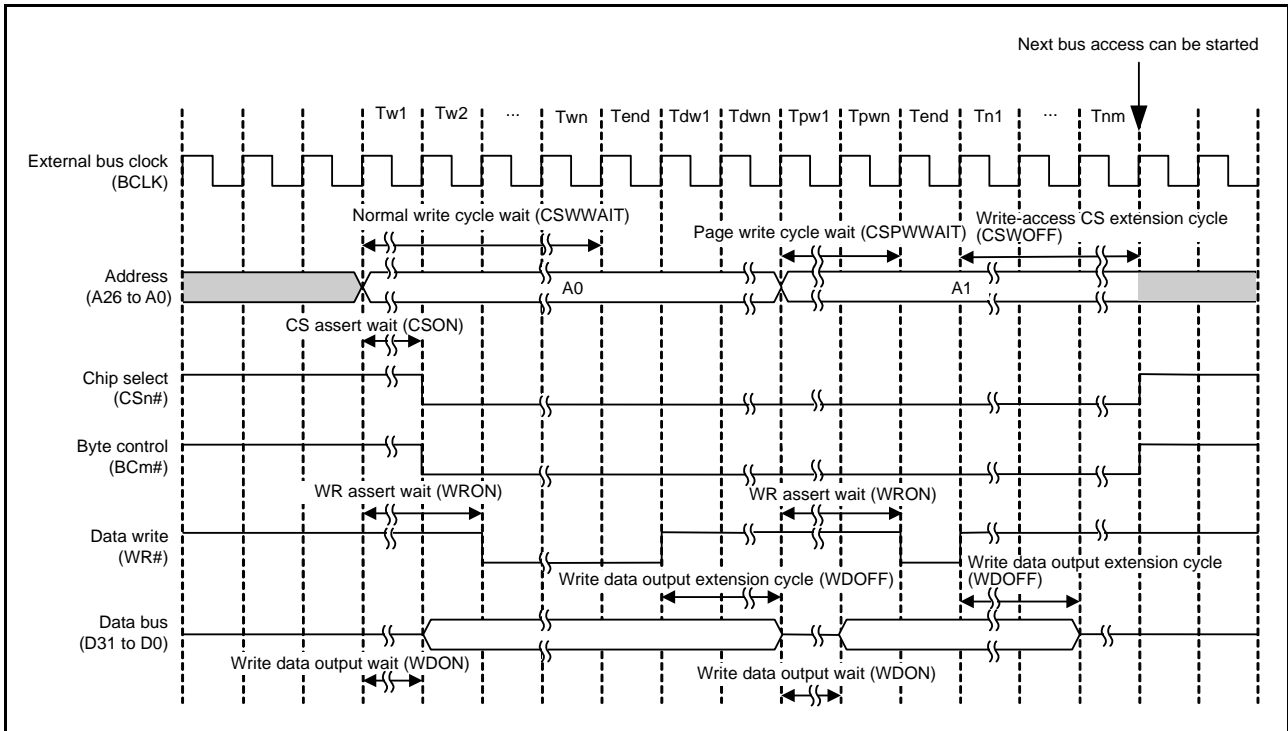 Next bus access can be started
Tw1 Tw2 ... Twn Tend Tdw1 Tdwn Tpw1 Tpwn Tend Tn1 ... Tnm
External bus clock
(BCLK)
Normal write cycle wait (CSWWAIT)
Page write cycle wait (CSPWWAIT)
Write-access CS extension cycle
(CSWOFF)
Address
(A26 to A0)
A0
A1
CS assert wait (CSON)
Chip select
(CSn#)
Byte control
(BCm#)
WR assert wait (WRON)
WR assert wait (WRON)
Data write
(WR#)
Write data output extension cycle (WDOFF)
Write data output extension cycle
(WDOFF)
Data bus
(D31 to D0)
Write data output wait (WDON)
Write data output wait (WDON)